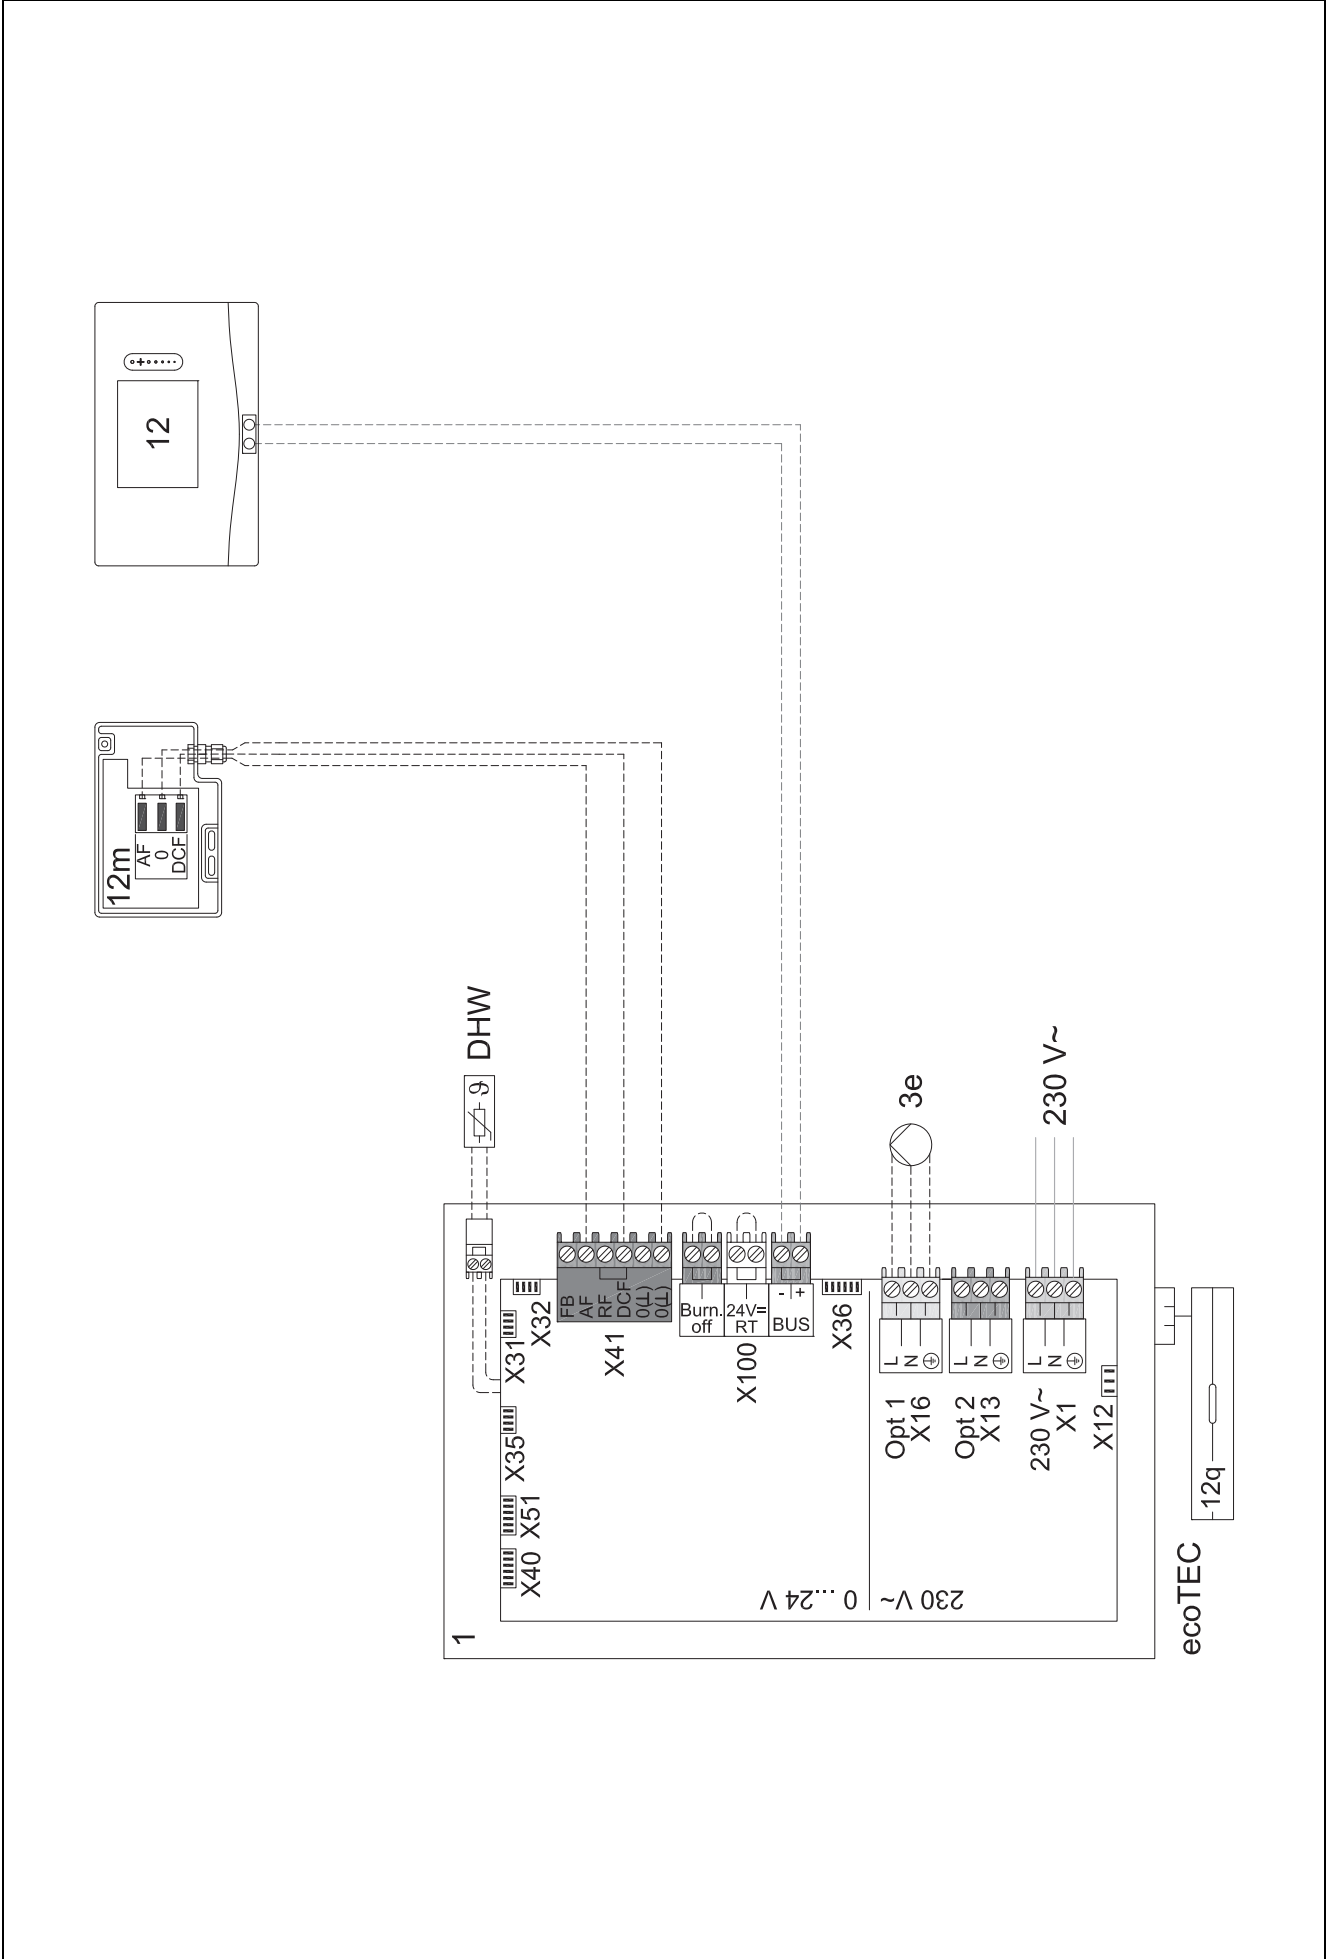 12
12m
AF
0
DCF
DHW
ϑ
X32
X31
X35
X51
X40
FB
AF
RF
DCF
0(⊥)
0(⊥)
X41
Burn.
off
24V=
RT
X100
- +
BUS
X36
3e
230 V~
L
N
Opt 1
X16
L
N
Opt 2
X13
L
N
230 V~
X1
X12
0 ...24 V
230 V~
1
12q
ecoTEC